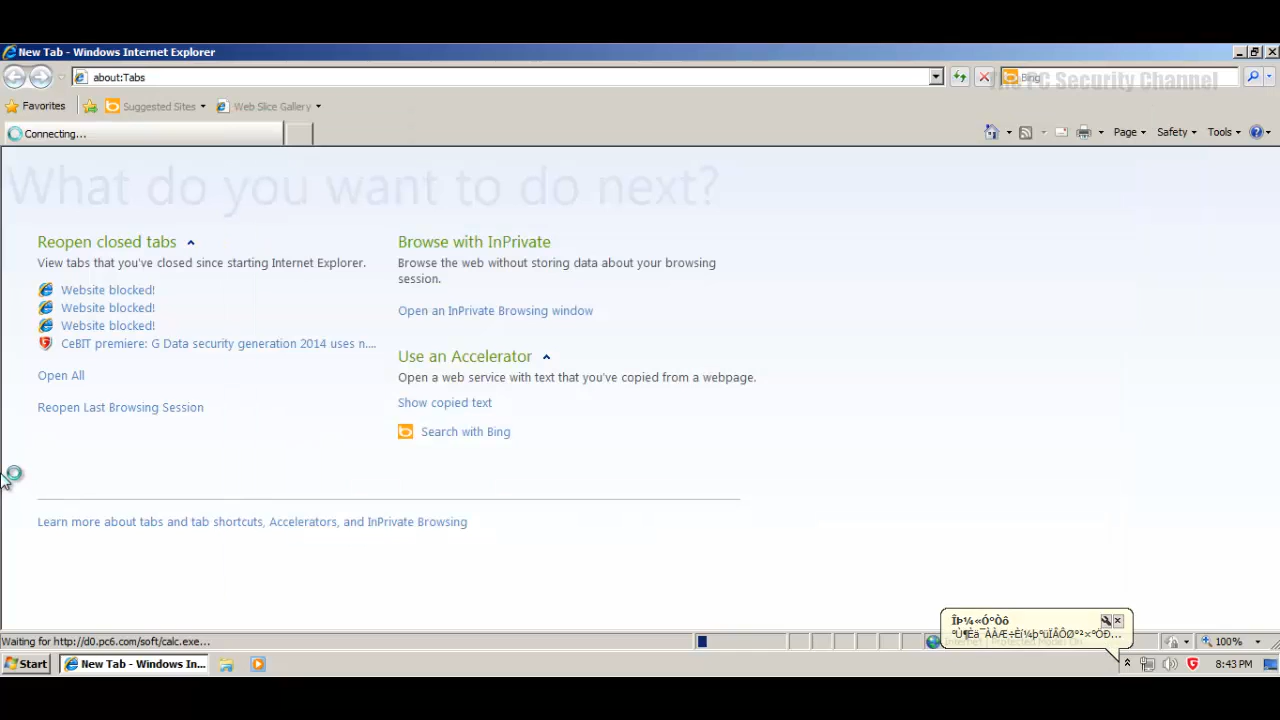 New Tab - Windows Internet Explorer
about:Tabs
Bing
The PC Security Channel
Favorites
Suggested Sites
Web Slice Gallery
Connecting...
Page
Safety
Tools
What do you want to do next?
Reopen closed tabs
View tabs that you've closed since starting Internet Explorer.
Website blocked!
Website blocked!
Website blocked!
CeBIT premiere: G Data security generation 2014 uses n....
Open All
Reopen Last Browsing Session
Browse with InPrivate
Browse the web without storing data about your browsing
session.
Open an InPrivate Browsing window
Use an Accelerator
Open a web service with text that you've copied from a webpage.
Show copied text
Search with Bing
Learn more about tabs and tab shortcuts, Accelerators, and InPrivate Browsing
Waiting for http://d0.pc6.com/soft/calc.exe...
100%
Start
New Tab - Windows In...
8:43 PM